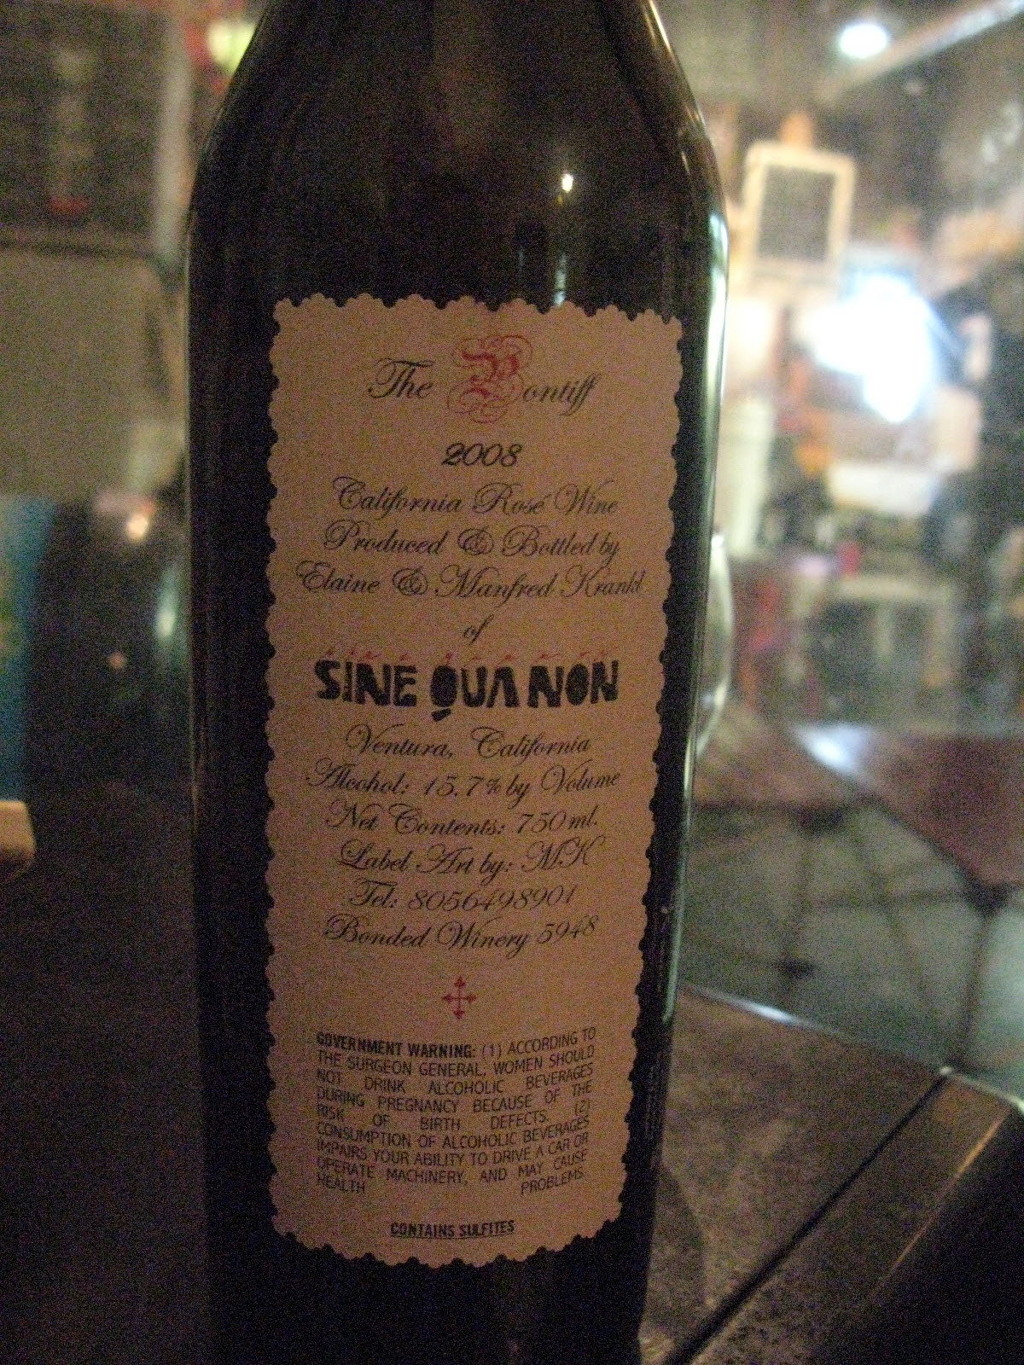 The Pontiff
2008
California Rosé Wine
Produced & Bottled by
Elaine & Manfred Krankl
of
SINE QUA NON
Ventura, California
Alcohol: 15.7% by Volume
Net Contents: 750 ml.
Label Art by: M.K
Tel: 8056498901
Bonded Winery 5948
GOVERNMENT WARNING: (1) ACCORDING TO
THE SURGEON GENERAL, WOMEN SHOULD
NOT DRINK ALCOHOLIC BEVERAGES
DURING PREGNANCY BECAUSE OF THE
RISK OF BIRTH DEFECTS. (2)
CONSUMPTION OF ALCOHOLIC BEVERAGES
IMPAIRS YOUR ABILITY TO DRIVE A CAR OR
OPERATE MACHINERY, AND MAY CAUSE
HEALTH PROBLEMS
CONTAINS SULFITES